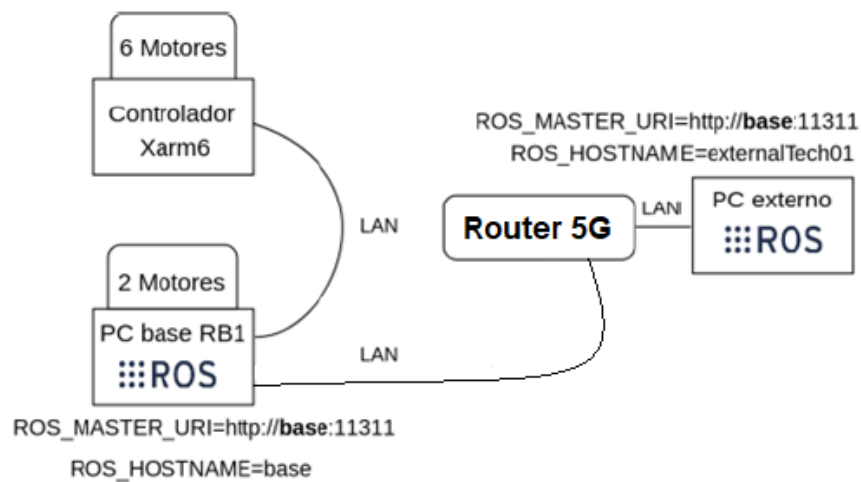 6 Motores
Controlador
Xarm6
LAN
2 Motores
PC base RB1
ROS
LAN
ROS_MASTER_URI=http://base:11311
ROS_HOSTNAME=base
ROS_MASTER_URI=http://base:11311
ROS_HOSTNAME=externalTech01
Router 5G
LAN
PC externo
ROS